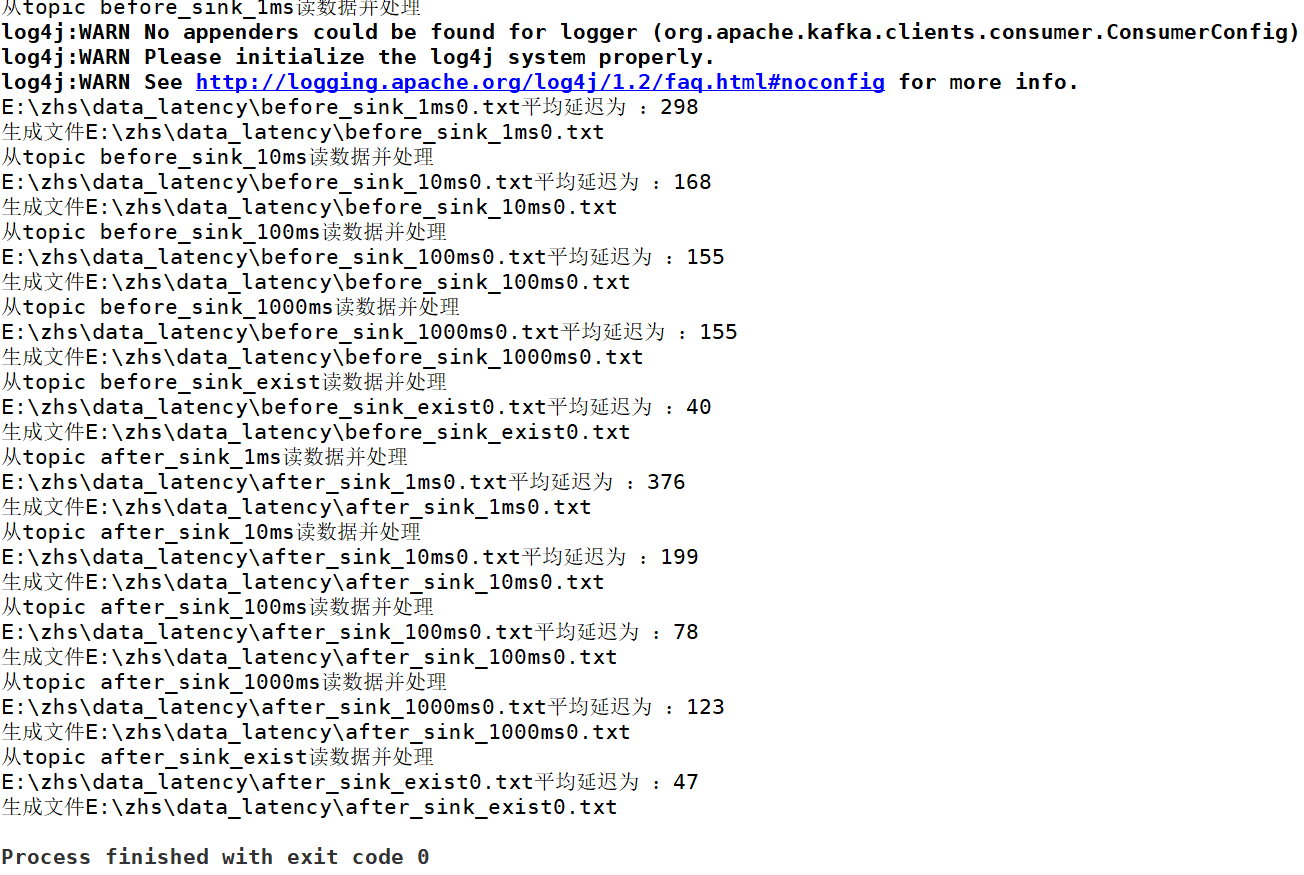 从topic before_sink_1ms读数据并处理
log4j:WARN No appenders could be found for logger (org.apache.kafka.clients.consumer.ConsumerConfig)
log4j:WARN Please initialize the log4j system properly.
log4j:WARN See http://logging.apache.org/log4j/1.2/faq.html#noconfig for more info.
E:\zhs\data_latency\before_sink_1ms0.txt平均延迟为 ：298
生成文件E:\zhs\data_latency\before_sink_1ms0.txt
从topic before_sink_10ms读数据并处理
E:\zhs\data_latency\before_sink_10ms0.txt平均延迟为 ：168
生成文件E:\zhs\data_latency\before_sink_10ms0.txt
从topic before_sink_100ms读数据并处理
E:\zhs\data_latency\before_sink_100ms0.txt平均延迟为 ：155
生成文件E:\zhs\data_latency\before_sink_100ms0.txt
从topic before_sink_1000ms读数据并处理
E:\zhs\data_latency\before_sink_1000ms0.txt平均延迟为 ：155
生成文件E:\zhs\data_latency\before_sink_1000ms0.txt
从topic before_sink_exist读数据并处理
E:\zhs\data_latency\before_sink_exist0.txt平均延迟为 ：40
生成文件E:\zhs\data_latency\before_sink_exist0.txt
从topic after_sink_1ms读数据并处理
E:\zhs\data_latency\after_sink_1ms0.txt平均延迟为 ：376
生成文件E:\zhs\data_latency\after_sink_1ms0.txt
从topic after_sink_10ms读数据并处理
E:\zhs\data_latency\after_sink_10ms0.txt平均延迟为 ：199
生成文件E:\zhs\data_latency\after_sink_10ms0.txt
从topic after_sink_100ms读数据并处理
E:\zhs\data_latency\after_sink_100ms0.txt平均延迟为 ：78
生成文件E:\zhs\data_latency\after_sink_100ms0.txt
从topic after_sink_1000ms读数据并处理
E:\zhs\data_latency\after_sink_1000ms0.txt平均延迟为 ：123
生成文件E:\zhs\data_latency\after_sink_1000ms0.txt
从topic after_sink_exist读数据并处理
E:\zhs\data_latency\after_sink_exist0.txt平均延迟为 ：47
生成文件E:\zhs\data_latency\after_sink_exist0.txt
Process finished with exit code 0